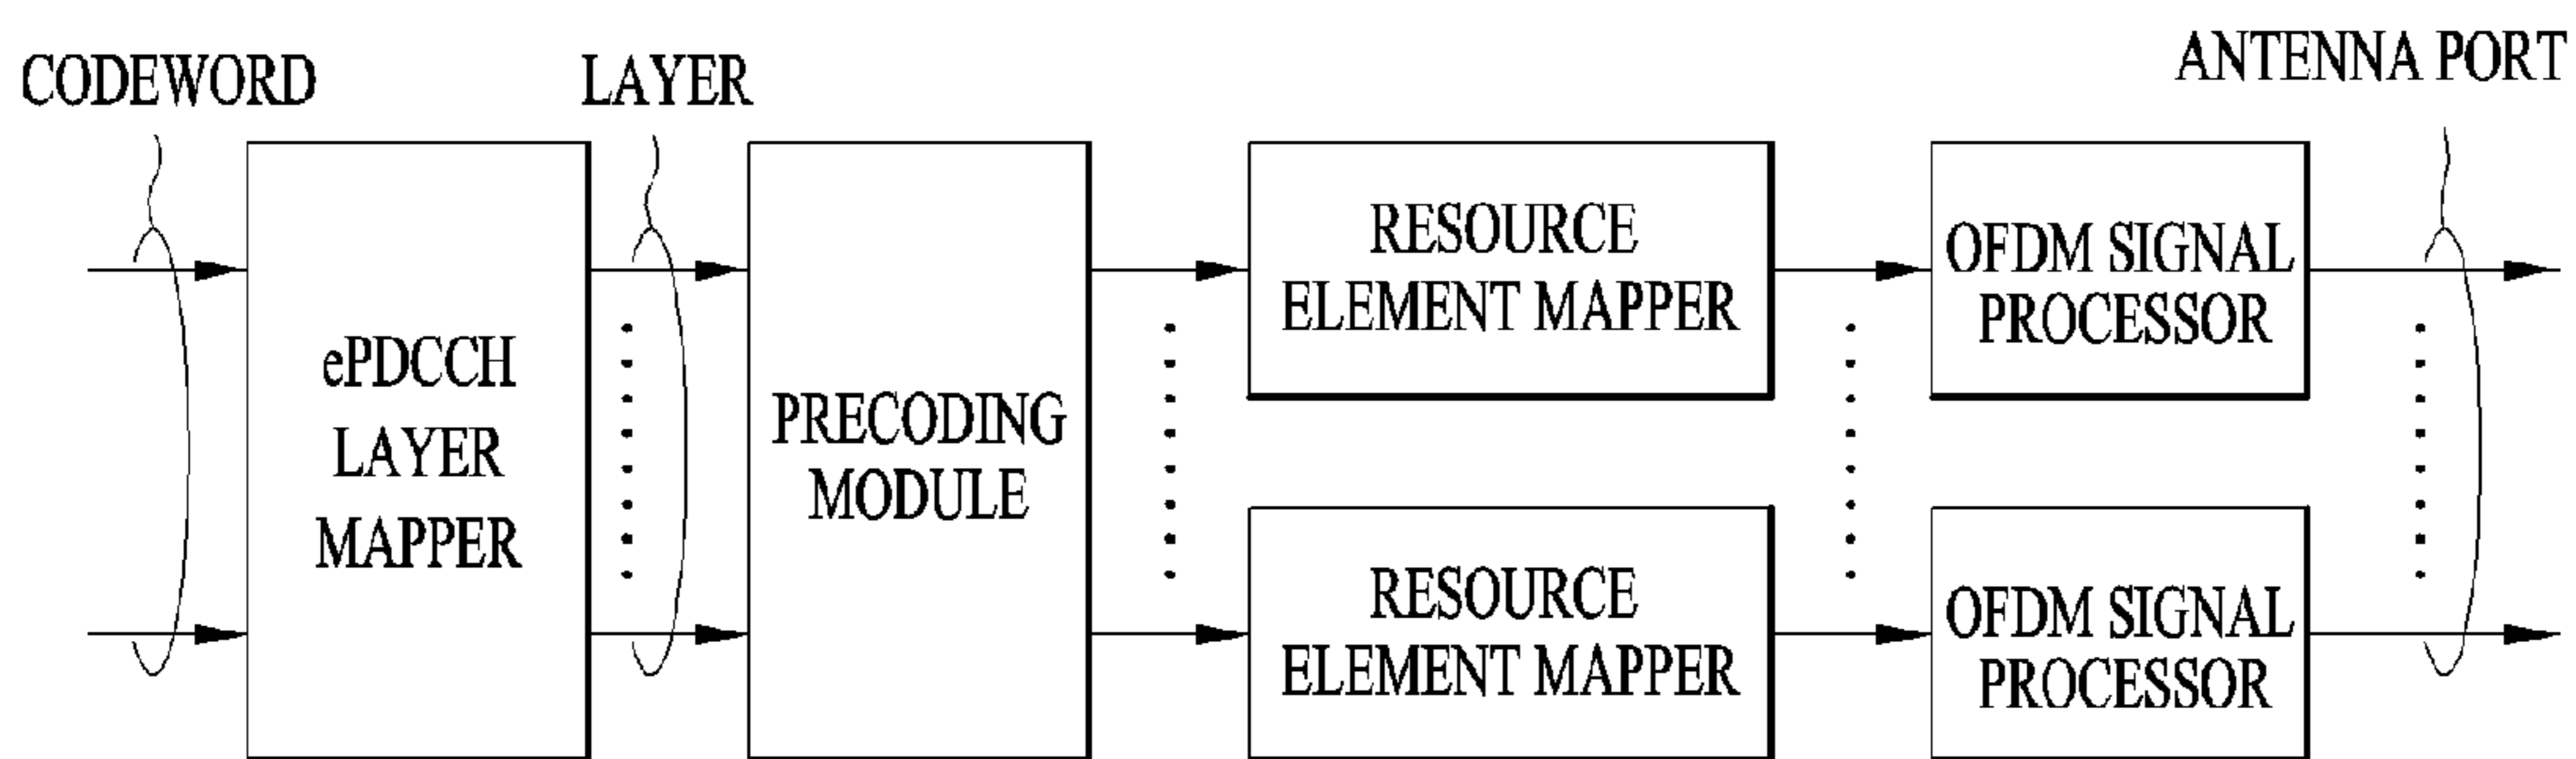 CODEWORD
LAYER
ANTENNA PORT
ePDCCH
LAYER
MAPPER
PRECODING
MODULE
RESOURCE
ELEMENT MAPPER
OFDM SIGNAL
PROCESSOR
RESOURCE
ELEMENT MAPPER
OFDM SIGNAL
PROCESSOR